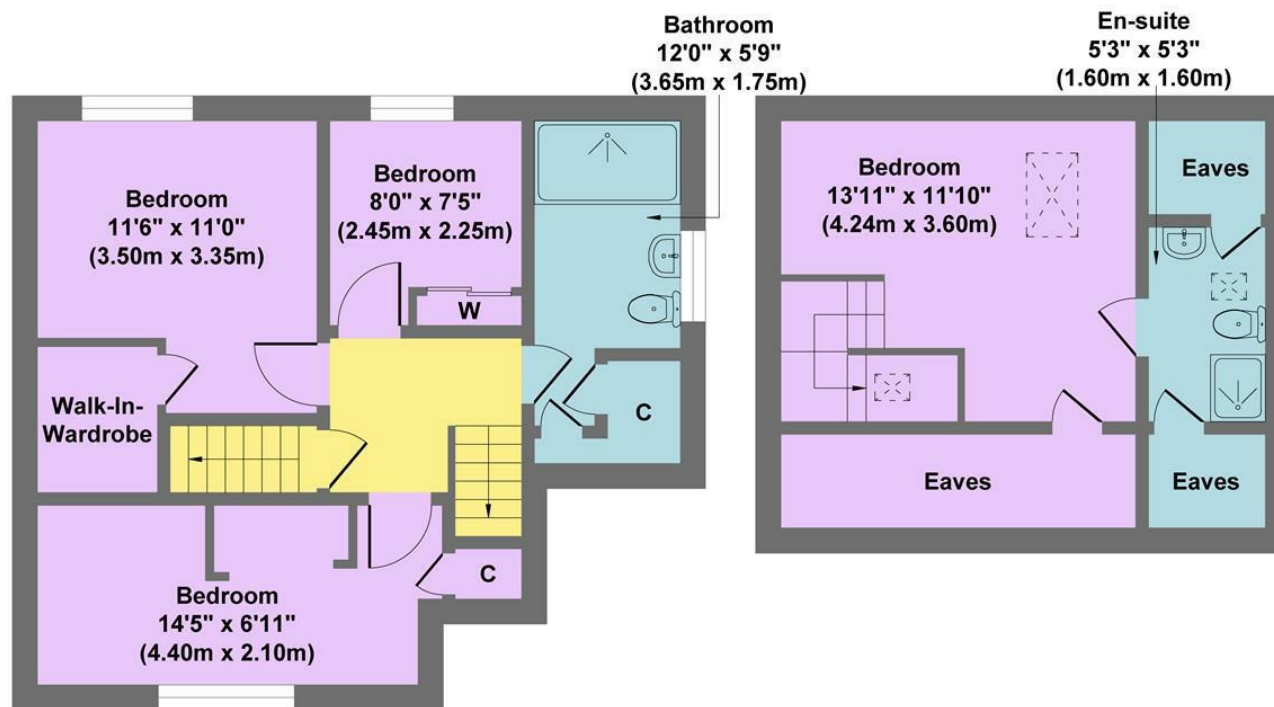 Bathroom
12'0" x 5'9"
(3.65m x 1.75m)
En-suite
5'3" x 5'3"
(1.60m x 1.60m)
Bedroom
11'6" x 11'0"
(3.50m x 3.35m)
Bedroom
8'0" x 7'5"
(2.45m x 2.25m)
W
Walk-In-
Wardrobe
C
Bedroom
14'5" x 6'11"
(4.40m x 2.10m)
C
Bedroom
13'11" x 11'10"
(4.24m x 3.60m)
Eaves
Eaves
Eaves